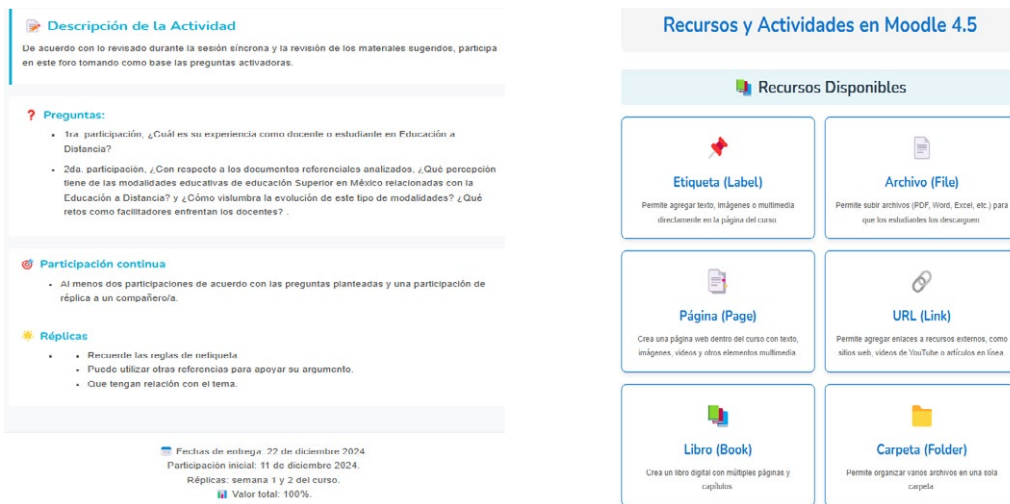 Descripción de la Actividad
De acuerdo con lo revisado durante la sesión síncrona y la revisión de los materiales sugeridos, participa
en este foro tomando como base las preguntas activadoras.
Preguntas:
1ra. participación, ¿Cuál es su experiencia como docente o estudiante en Educación a
Distancia?
2da. participación, ¿Con respecto a los documentos referenciales analizados, ¿Qué percepción
tiene de las modalidades educativas de educación Superior en México relacionadas con la
Educación a Distancia? y ¿Cómo vislumbra la evolución de este tipo de modalidades? ¿Qué
retos como facilitadores enfrentan los docentes? .
Participación continua
Al menos dos participaciones de acuerdo con las preguntas planteadas y una participación de
réplica a un compañero/a.
Réplicas
Recuerde las reglas de netiqueta.
Puede utilizar otras referencias para apoyar su argumento.
Que tengan relación con el tema.
Fechas de entrega: 22 de diciembre 2024.
Participación inicial: 11 de diciembre 2024.
Réplicas: semana 1 y 2 del curso.
Valor total: 100%.
Recursos y Actividades en Moodle 4.5
Recursos Disponibles
Etiqueta (Label)
Permite agregar texto, imágenes o multimedia
directamente en la página del curso
Archivo (File)
Permite subir archivos (PDF, Word, Excel, etc.) para
que los estudiantes los descarguen
Página (Page)
Crea una página web dentro del curso con texto,
imágenes, videos y otros elementos multimedia
URL (Link)
Permite agregar enlaces a recursos externos, como
sitios web, videos de YouTube o artículos en línea
Libro (Book)
Crea un libro digital con múltiples páginas y
capítulos
Carpeta (Folder)
Permite organizar varios archivos en una sola
carpeta